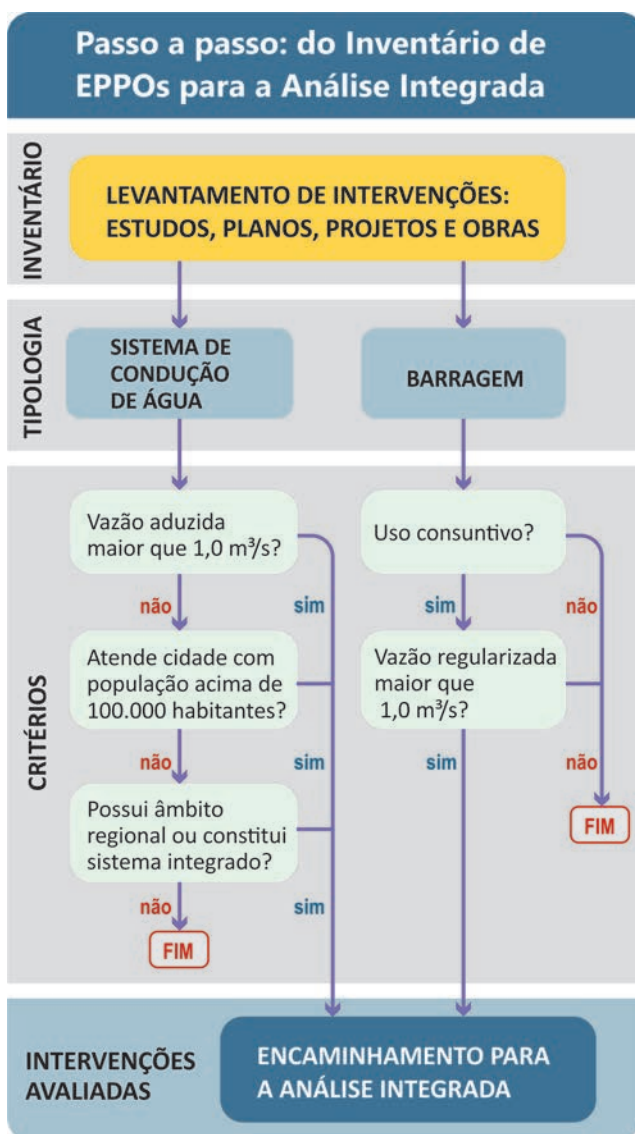 Passo a passo: do Inventário de
EPPOs para a Análise Integrada
INVENTÁRIO
LEVANTAMENTO DE INTERVENÇÕES:
ESTUDOS, PLANOS, PROJETOS E OBRAS
TIPOLOGIA
SISTEMA DE
CONDUÇÃO
DE ÁGUA
BARRAGEM
CRITÉRIOS
Vazão aduzida
maior que 1,0 m³/s?
não
sim
Atende cidade com
população acima de
100.000 habitantes?
não
sim
Possui âmbito
regional ou constitui
sistema integrado?
não
sim
FIM
Uso consuntivo?
sim
não
Vazão regularizada
maior que
1,0 m³/s?
sim
não
FIM
INTERVENÇÕES
AVALIADAS
ENCAMINHAMENTO PARA
A ANÁLISE INTEGRADA